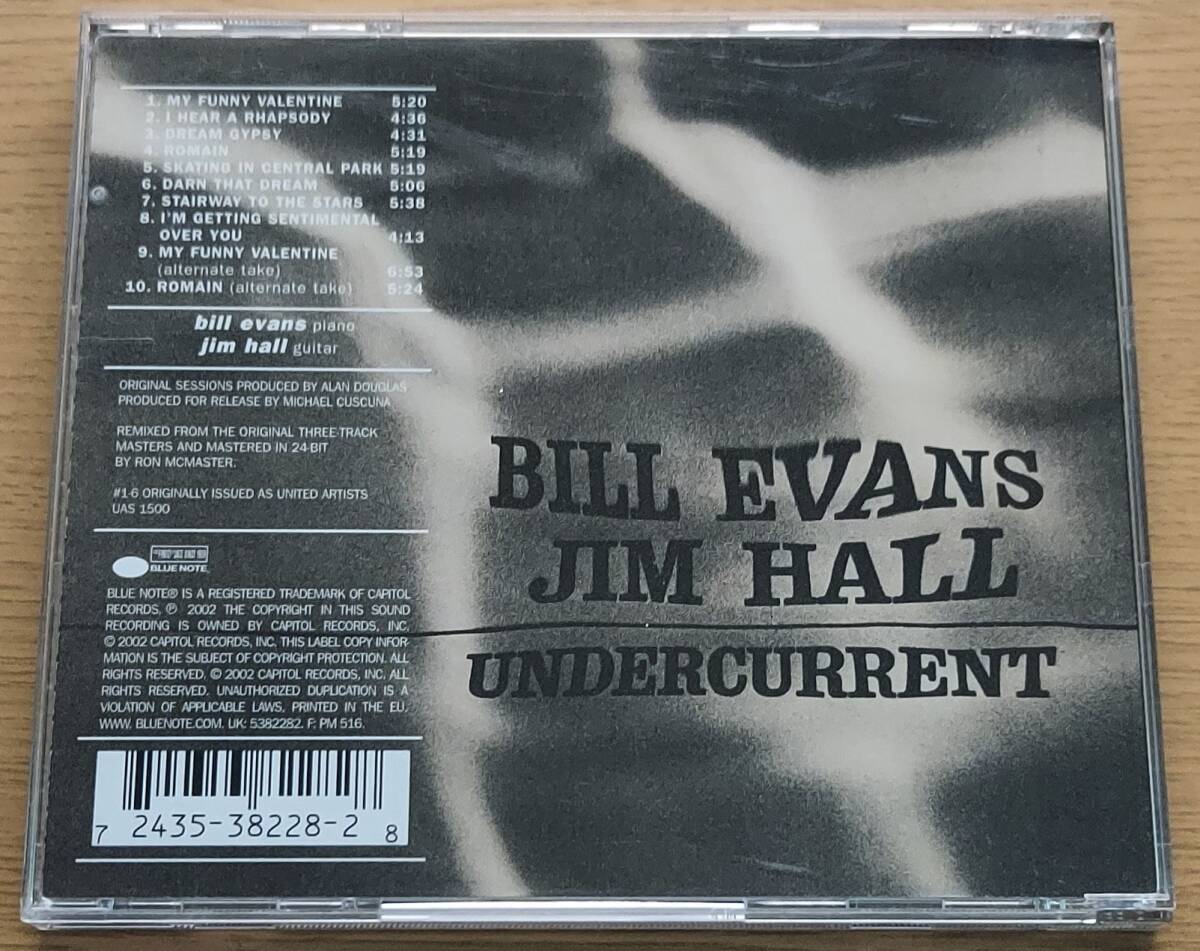 1. MY FUNNY VALENTINE 5:20
2. I HEAR A RHAPSODY 4:36
3. DREAM GYPSY 4:31
4. ROMAIN 5:19
5. SKATING IN CENTRAL PARK 5:19
6. DARN THAT DREAM 5:06
7. STAIRWAY TO THE STARS 5:38
8. I'M GETTING SENTIMENTAL
OVER YOU 4:13
9. MY FUNNY VALENTINE
(alternate take) 6:53
10. ROMAIN (alternate take) 5:24
bill evans piano
jim hall guitar
ORIGINAL SESSIONS PRODUCED BY ALAN DOUGLAS
PRODUCED FOR RELEASE BY MICHAEL CUSCUNA
REMIXED FROM THE ORIGINAL THREE-TRACK
MASTERS AND MASTERED IN 24-BIT
BY RON MCMASTER.
#1-6 ORIGINALLY ISSUED AS UNITED ARTISTS
UAS 1500
BLUE NOTE
BLUE NOTE® IS A REGISTERED TRADEMARK OF CAPITOL
RECORDS. ℗ 2002 THE COPYRIGHT IN THIS SOUND
RECORDING IS OWNED BY CAPITOL RECORDS, INC.
© 2002 CAPITOL RECORDS, INC. THIS LABEL COPY INFOR-
MATION IS THE SUBJECT OF COPYRIGHT PROTECTION. ALL
RIGHTS RESERVED. © 2002 CAPITOL RECORDS, INC. ALL
RIGHTS RESERVED. UNAUTHORIZED DUPLICATION IS A
VIOLATION OF APPLICABLE LAWS. PRINTED IN THE EU.
WWW. BLUENOTE.COM. UK: 5382282. F: PM 516.
7 2435-38228-2 8
BILL EVANS
JIM HALL
UNDERCURRENT